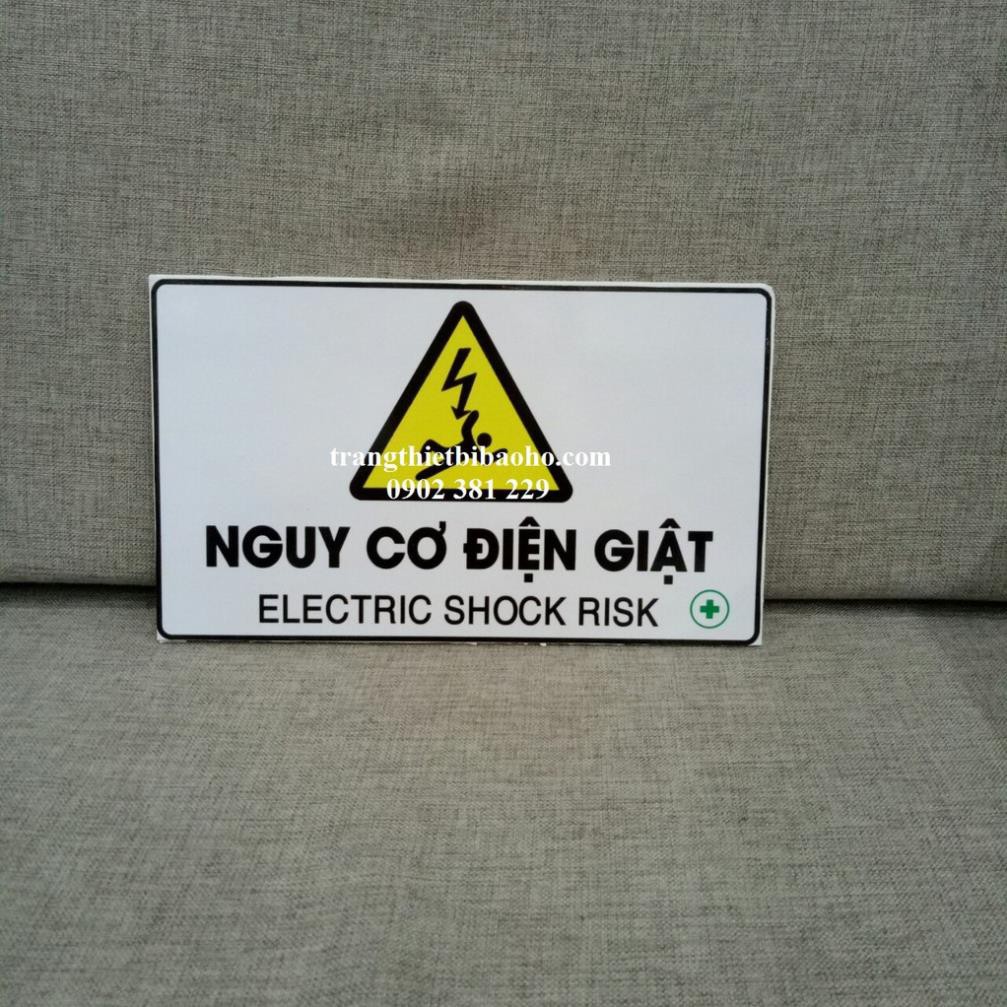 trangthietbibaoho.com
0902 381 229
NGUY CƠ ĐIỆN GIẬT
ELECTRIC SHOCK RISK